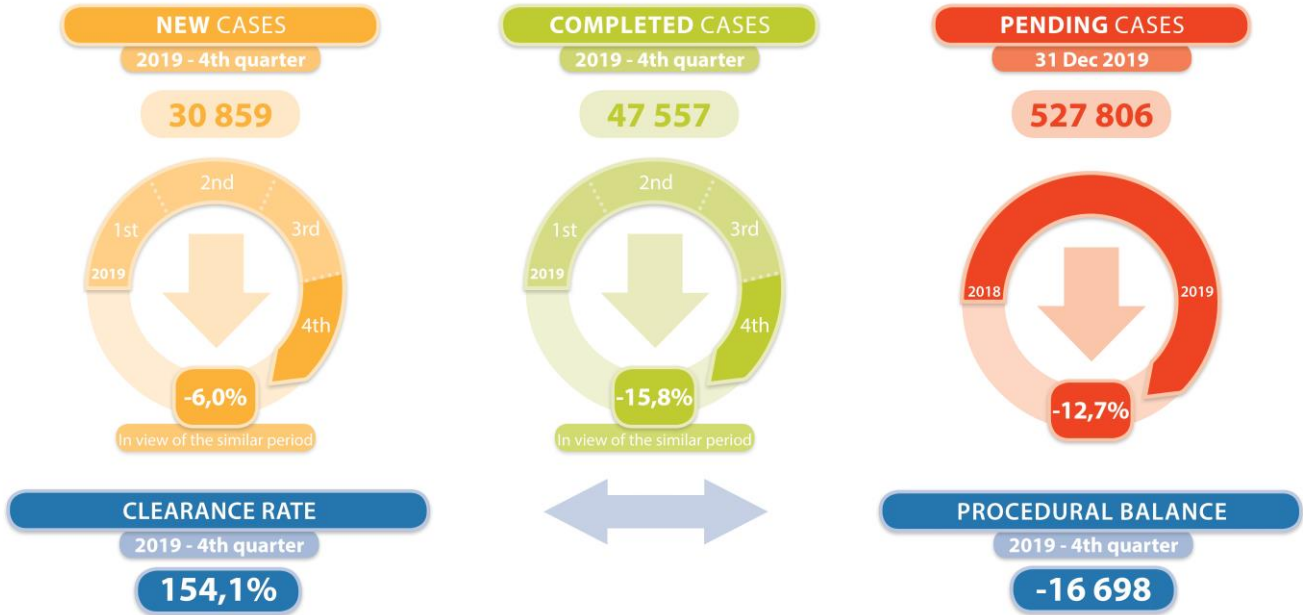 NEW CASES
2019 - 4th quarter
30 859
1st
2nd
3rd
4th
2019
-6,0%
In view of the similar period
COMPLETED CASES
2019 - 4th quarter
47 557
1st
2nd
3rd
4th
2019
-15,8%
In view of the similar period
PENDING CASES
31 Dec 2019
527 806
2018
2019
-12,7%
CLEARANCE RATE
2019 - 4th quarter
154,1%
PROCEDURAL BALANCE
2019 - 4th quarter
-16 698